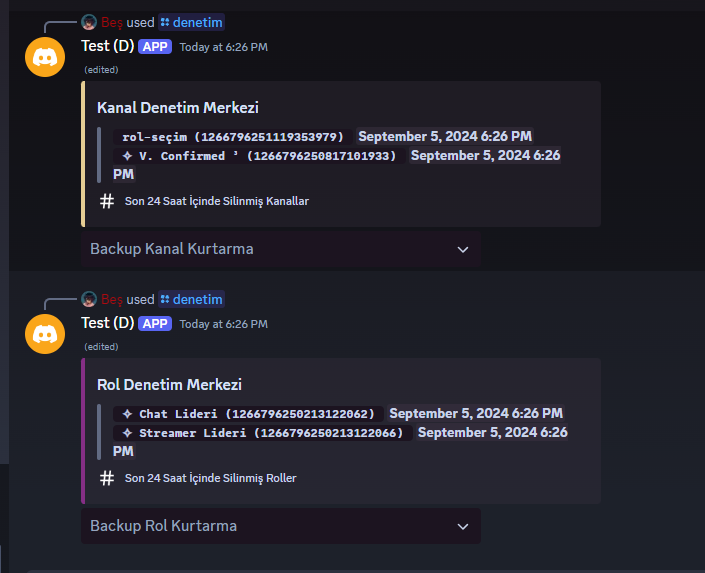 Beş used denetim
Test (D) APP Today at 6:26 PM
(edited)
Kanal Denetim Merkezi
rol-seçim (1266796251119353979) September 5, 2024 6:26 PM
✧ V. Confirmed ³ (1266796250817101933) September 5, 2024 6:26
PM
# Son 24 Saat İçinde Silinmiş Kanallar
Backup Kanal Kurtarma
Beş used denetim
Test (D) APP Today at 6:26 PM
(edited)
Rol Denetim Merkezi
✧ Chat Lideri (1266796250213122062) September 5, 2024 6:26 PM
✧ Streamer Lideri (1266796250213122066) September 5, 2024 6:26
PM
# Son 24 Saat İçinde Silinmiş Roller
Backup Rol Kurtarma